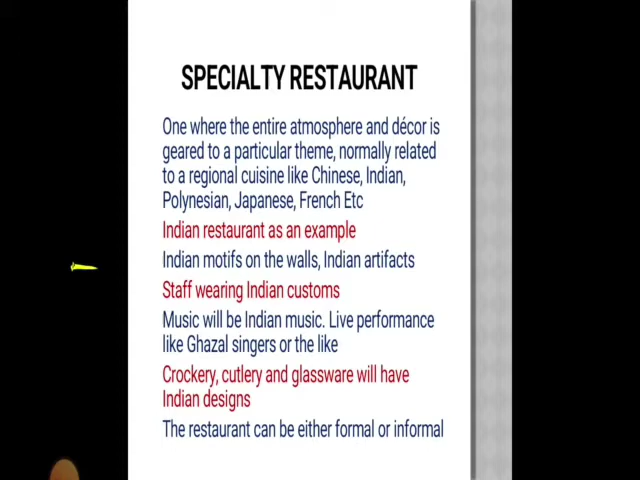 SPECIALTY RESTAURANT
One where the entire atmosphere and décor is
geared to a particular theme, normally related
to a regional cuisine like Chinese, Indian,
Polynesian, Japanese, French Etc
Indian restaurant as an example
Indian motifs on the walls, Indian artifacts
Staff wearing Indian customs
Music will be Indian music. Live performance
like Ghazal singers or the like
Crockery, cutlery and glassware will have
Indian designs
The restaurant can be either formal or informal